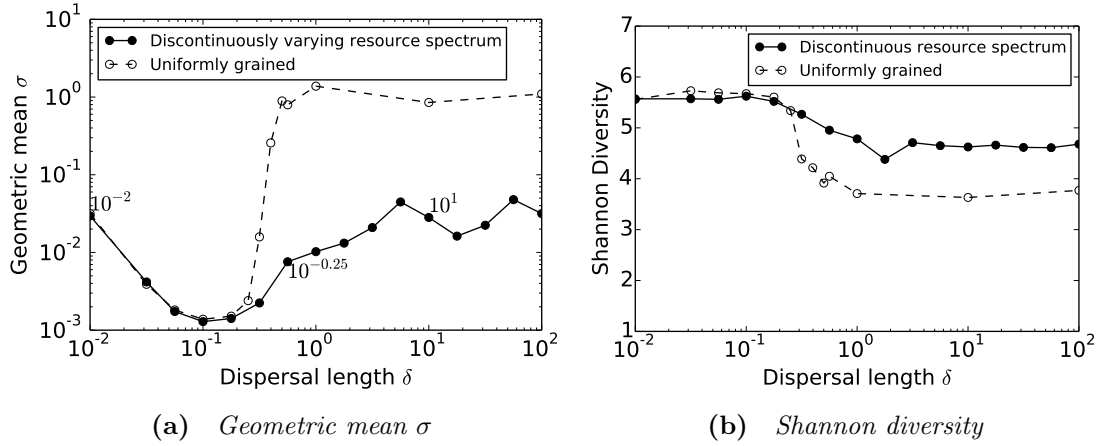 Geometric mean σ
10^1
10^0
10^-1
10^-2
10^-3
Discontinuously varying resource spectrum
Uniformly grained
10^-2
10^-0.25
10^1
10^-2 10^-1 10^0 10^1 10^2
Dispersal length δ
(a) Geometric mean σ
Shannon Diversity
7
6
5
4
3
2
1
Discontinuous resource spectrum
Uniformly grained
10^-2 10^-1 10^0 10^1 10^2
Dispersal length δ
(b) Shannon diversity